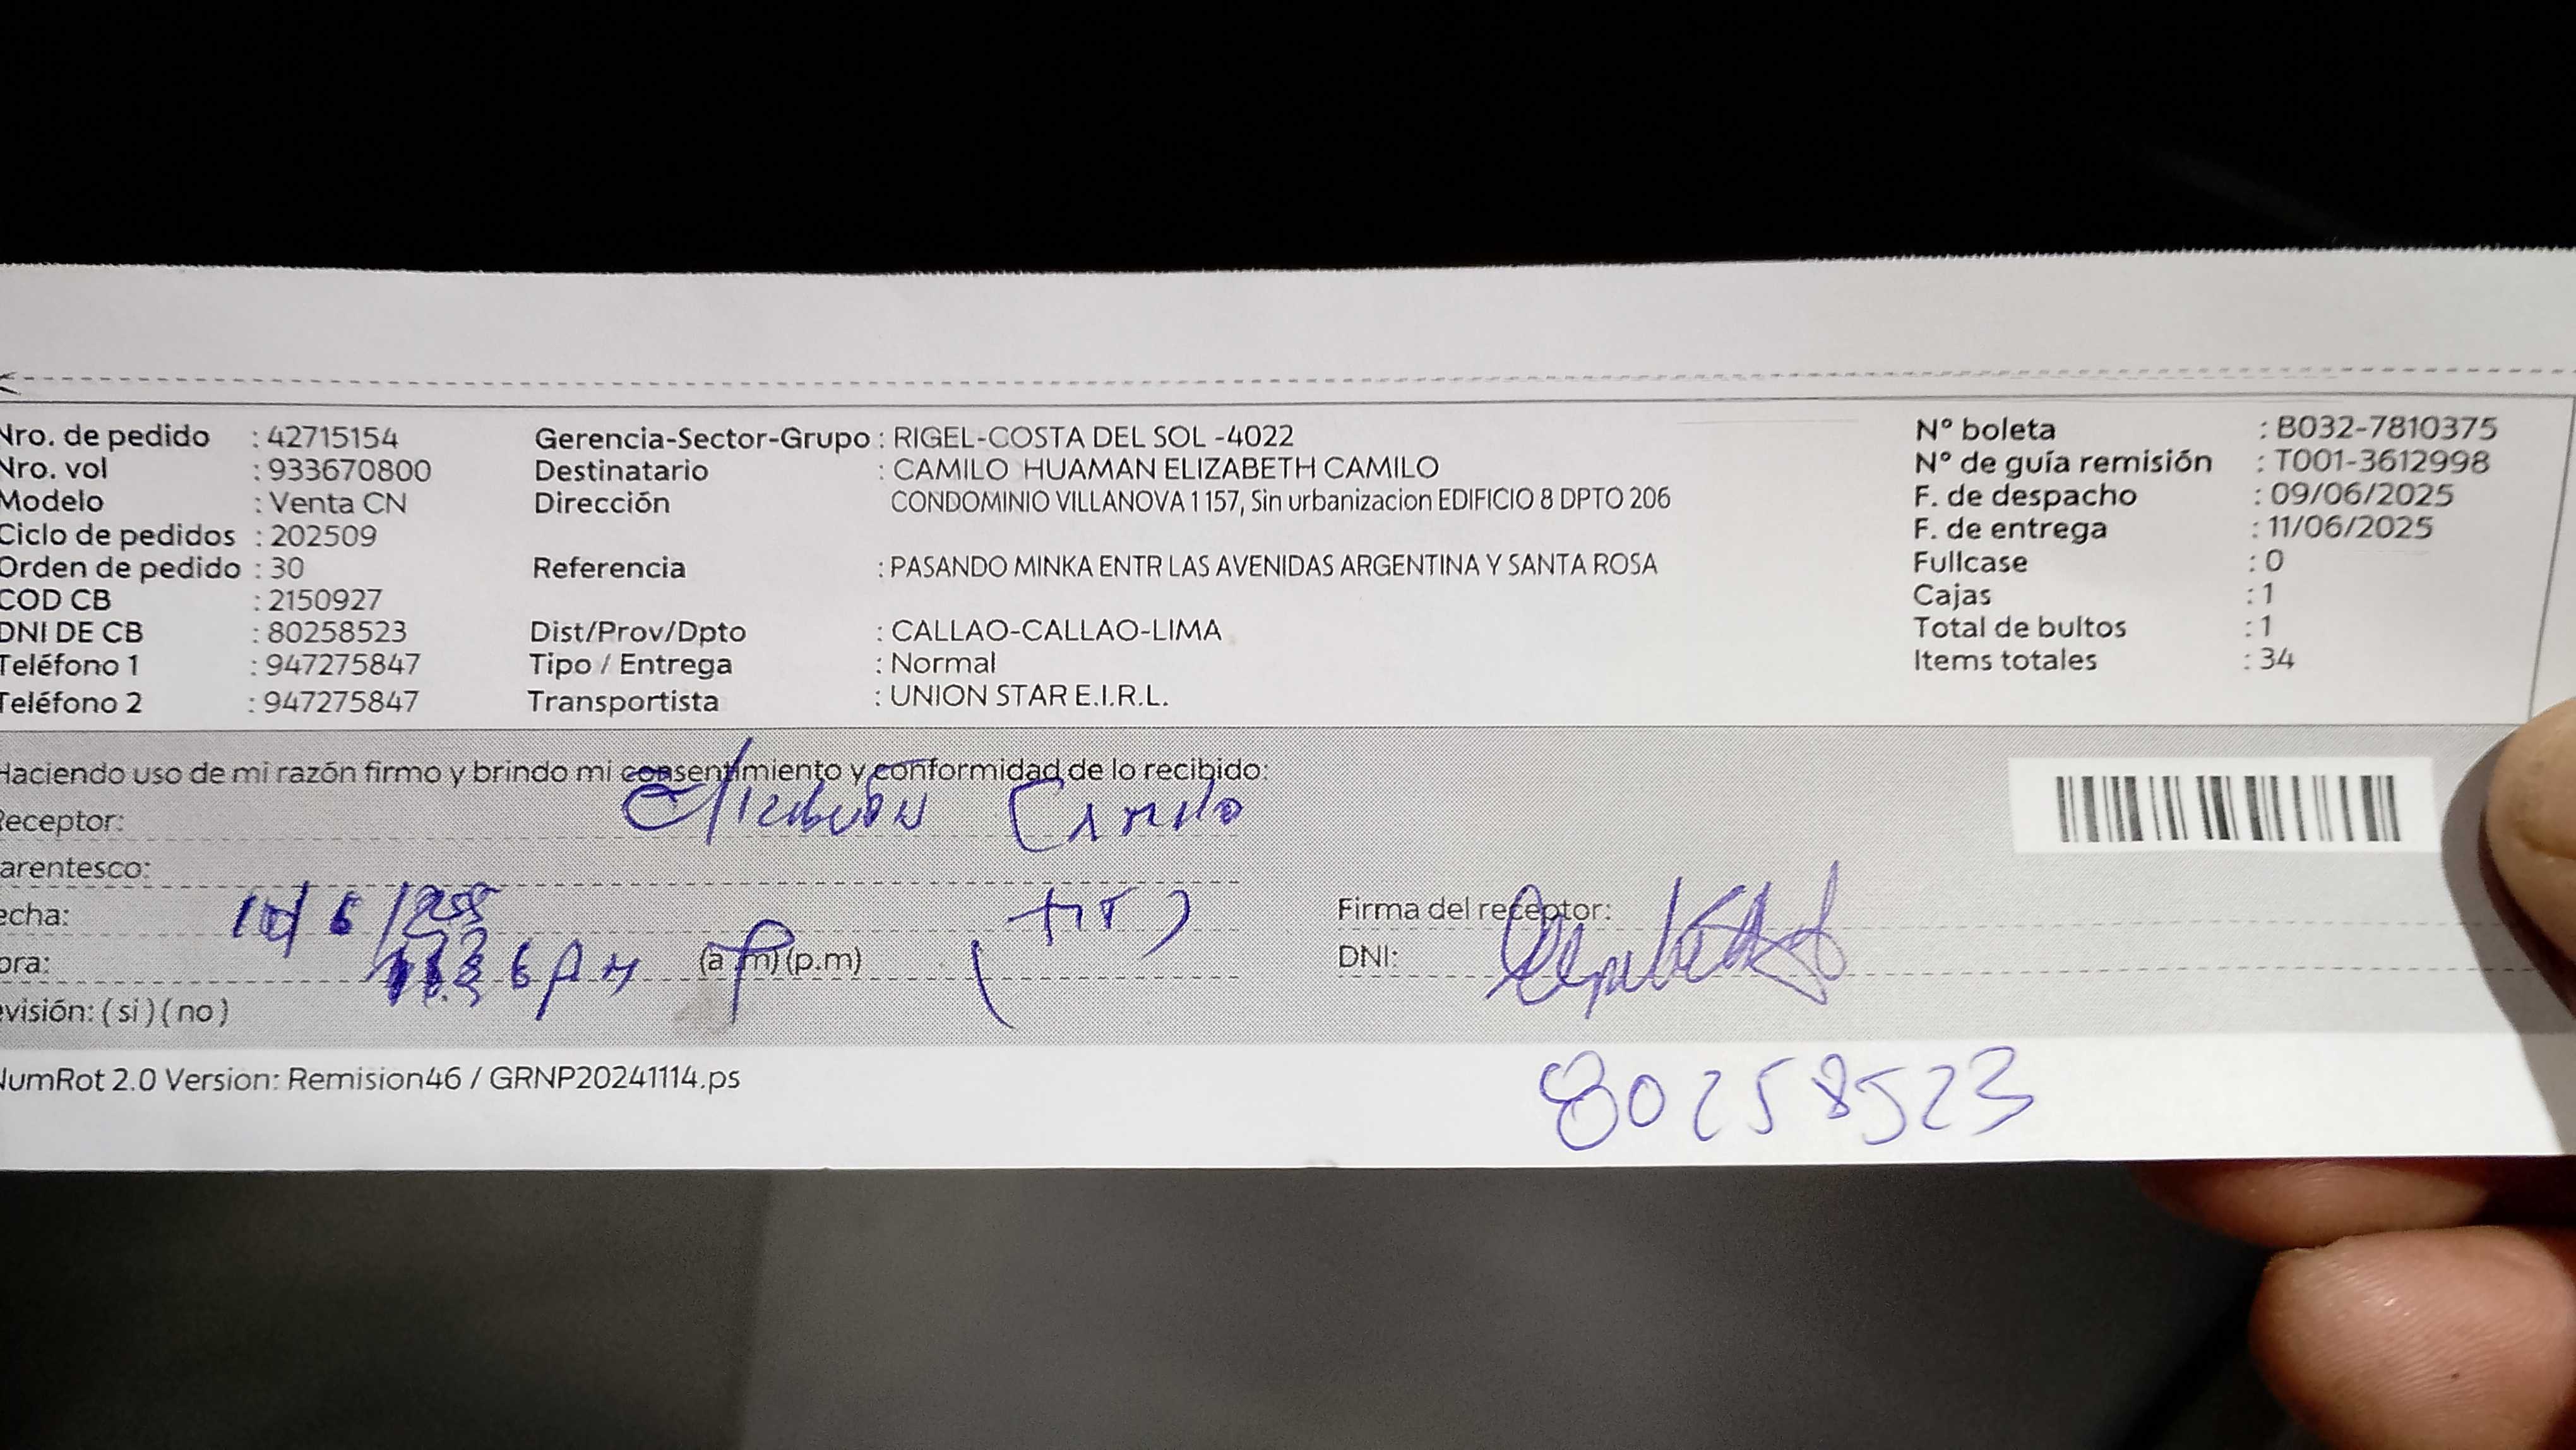 Nro. de pedido : 42715154 Gerencia-Sector-Grupo : RIGEL-COSTA DEL SOL -4022 N° boleta : B032-7810375
Nro. vol : 933670800 Destinatario : CAMILO HUAMAN ELIZABETH CAMILO N° de guía remisión : T001-3612998
Modelo : Venta CN Dirección CONDOMINIO VILLANOVA 1157, Sin urbanizacion EDIFICIO 8 DPTO 206 F. de despacho : 09/06/2025
Ciclo de pedidos : 202509 F. de entrega : 11/06/2025
Orden de pedido : 30 Referencia : PASANDO MINKA ENTR LAS AVENIDAS ARGENTINA Y SANTA ROSA Fullcase : 0
COD CB : 2150927 Cajas : 1
DNI DE CB : 80258523 Dist/Prov/Dpto : CALLAO-CALLAO-LIMA Total de bultos : 1
Teléfono 1 : 947275847 Tipo / Entrega : Normal Items totales : 34
Teléfono 2 : 947275847 Transportista : UNION STAR E.I.R.L.
Haciendo uso de mi razón firmo y brindo mi consentimiento y conformidad de lo recibido:
Receptor: Camilo
arentesco:
echa: Firma del receptor:
ora: (a.m) (p.m) DNI:
evisión: ( si ) ( no )
NumRot 2.0 Version: Remision46 / GRNP20241114.ps
80258523